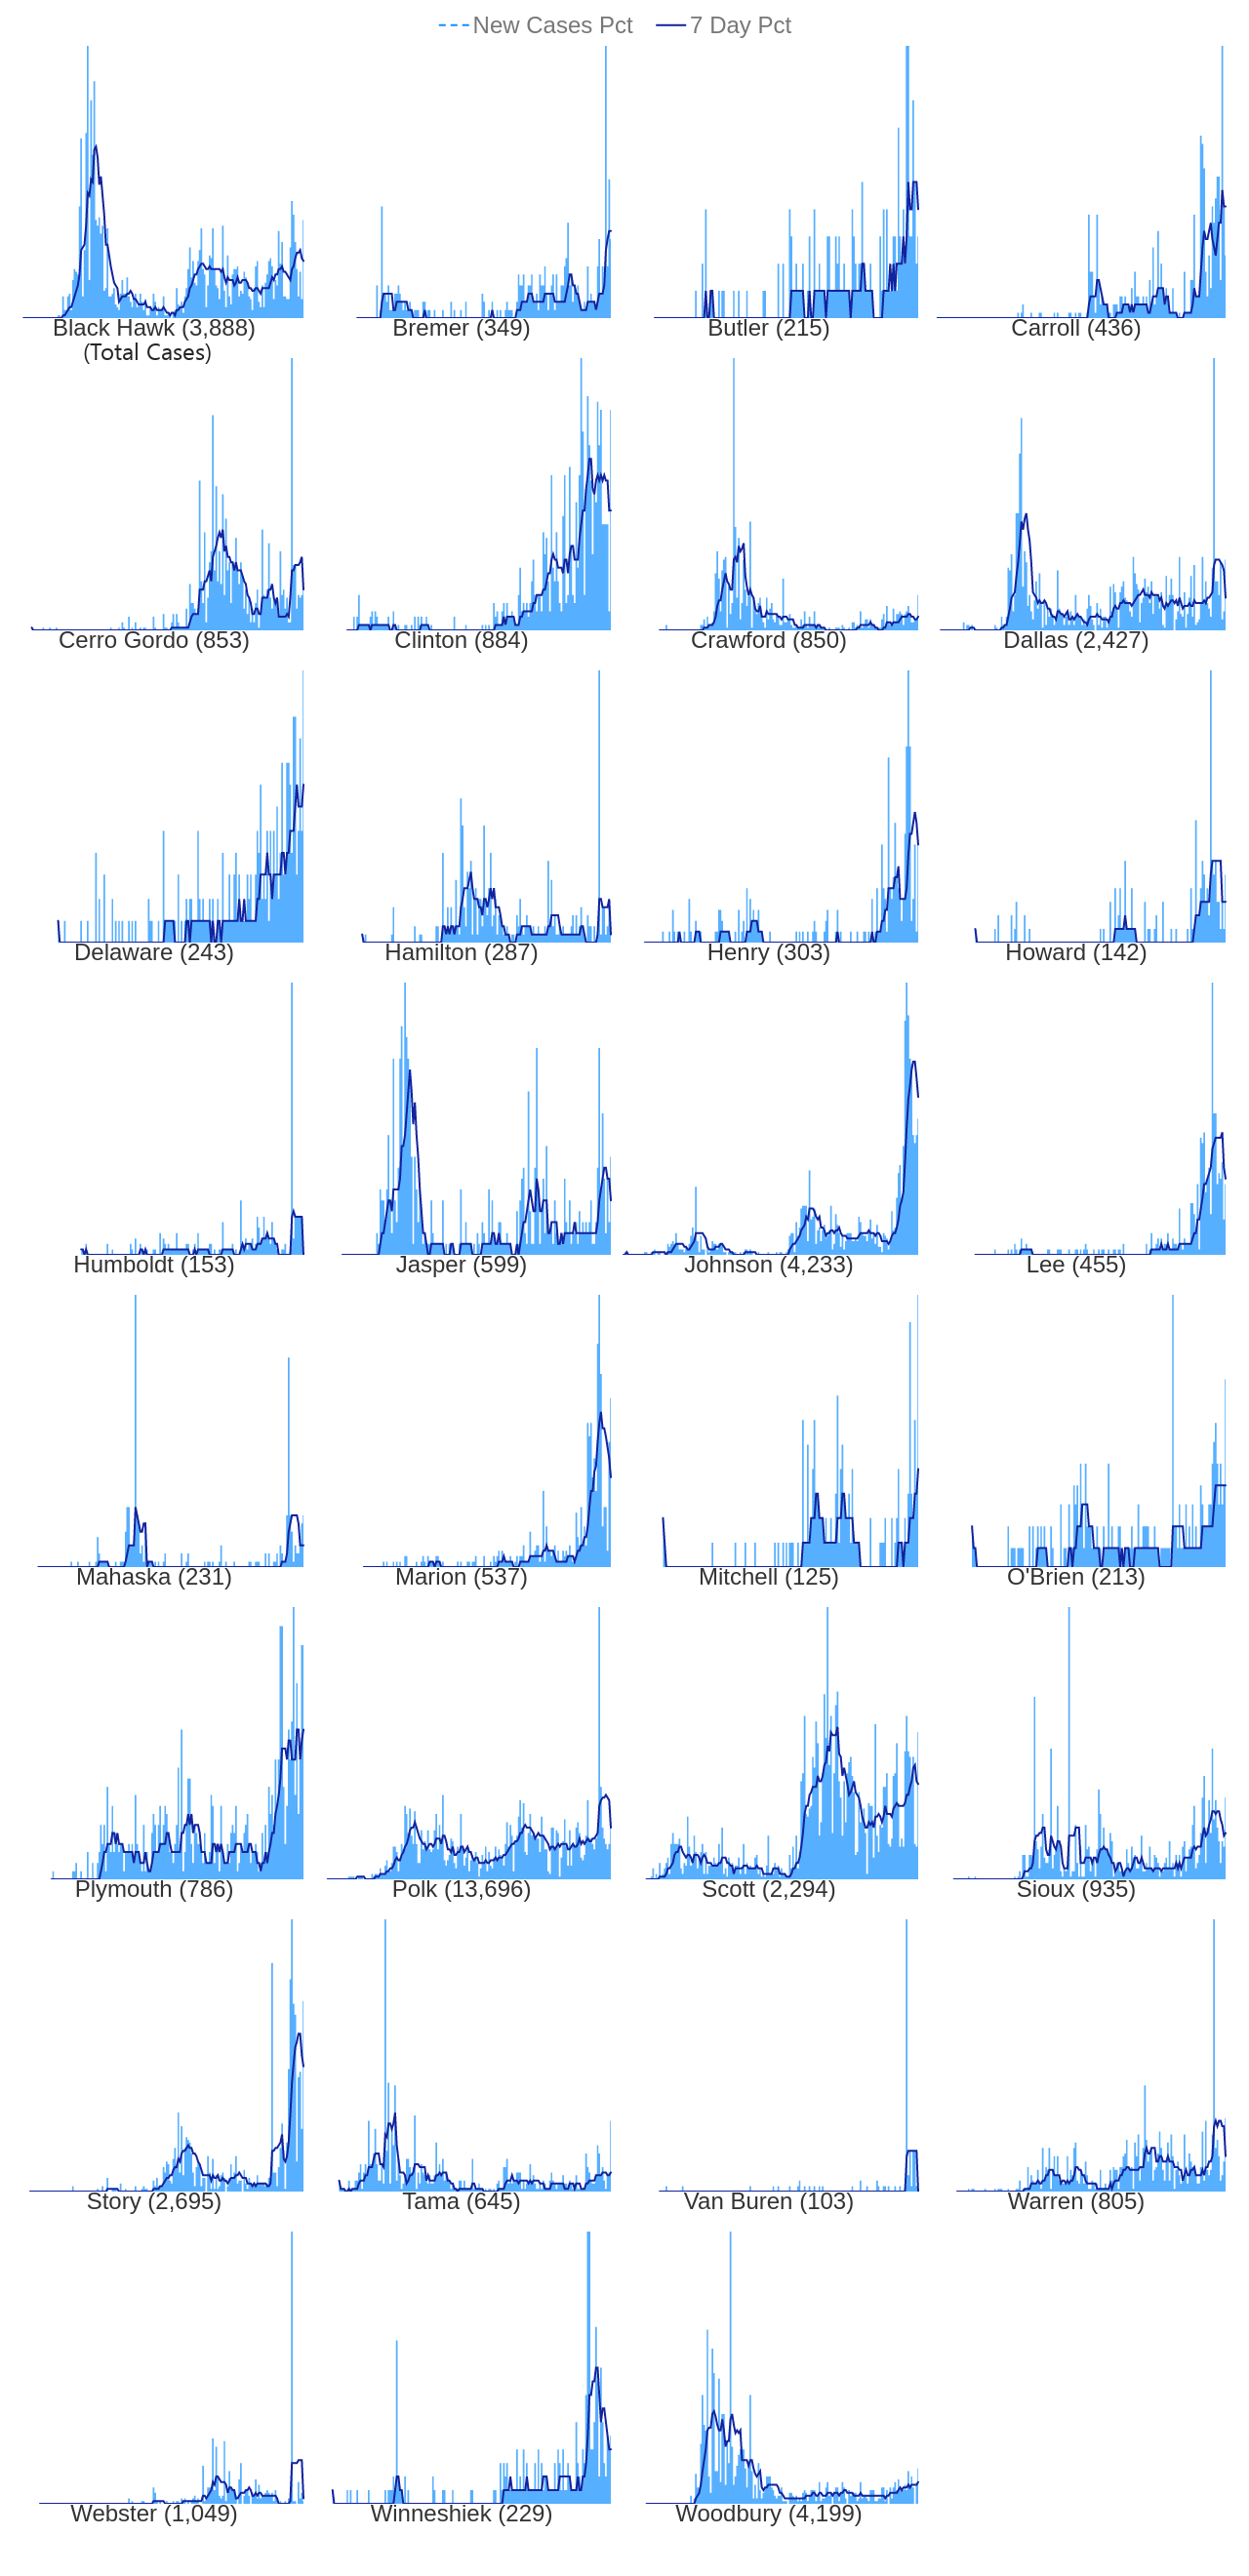 New Cases Pct 7 Day Pct
Black Hawk (3,888) Bremer (349) Butler (215) Carroll (436)
(Total Cases)
Cerro Gordo (853) Clinton (884) Crawford (850) Dallas (2,427)
Delaware (243) Hamilton (287) Henry (303) Howard (142)
Humboldt (153) Jasper (599) Johnson (4,233) Lee (455)
Mahaska (231) Marion (537) Mitchell (125) O'Brien (213)
Plymouth (786) Polk (13,696) Scott (2,294) Sioux (935)
Story (2,695) Tama (645) Van Buren (103) Warren (805)
Webster (1,049) Winneshiek (229) Woodbury (4,199)